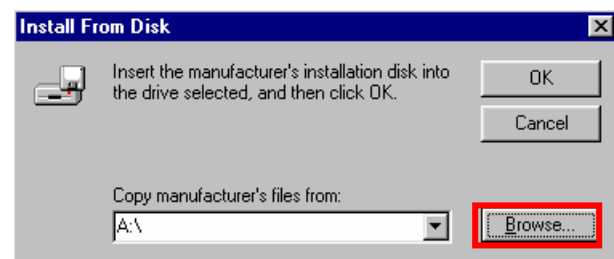 Install From Disk
Insert the manufacturer's installation disk into
the drive selected, and then click OK.
OK
Cancel
Copy manufacturer's files from:
A:\
Browse...